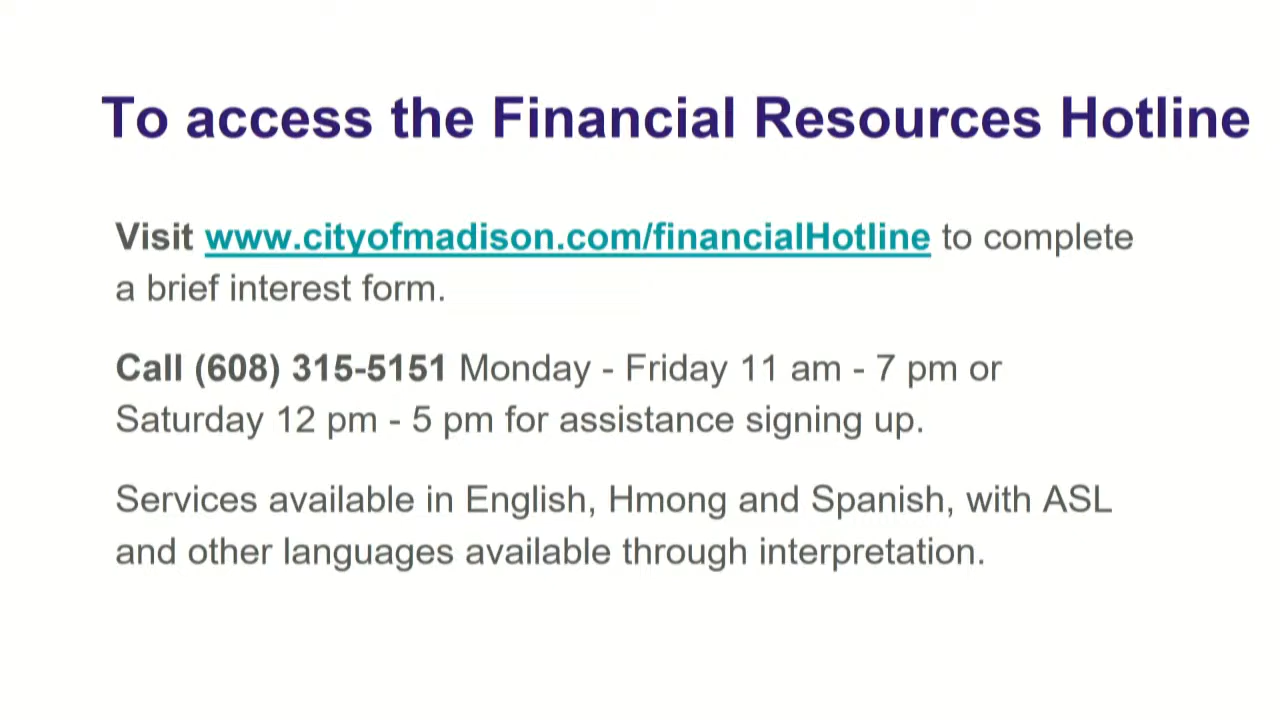 To access the Financial Resources Hotline
Visit www.cityofmadison.com/financialHotline to complete
a brief interest form.
Call (608) 315-5151 Monday - Friday 11 am - 7 pm or
Saturday 12 pm - 5 pm for assistance signing up.
Services available in English, Hmong and Spanish, with ASL
and other languages available through interpretation.